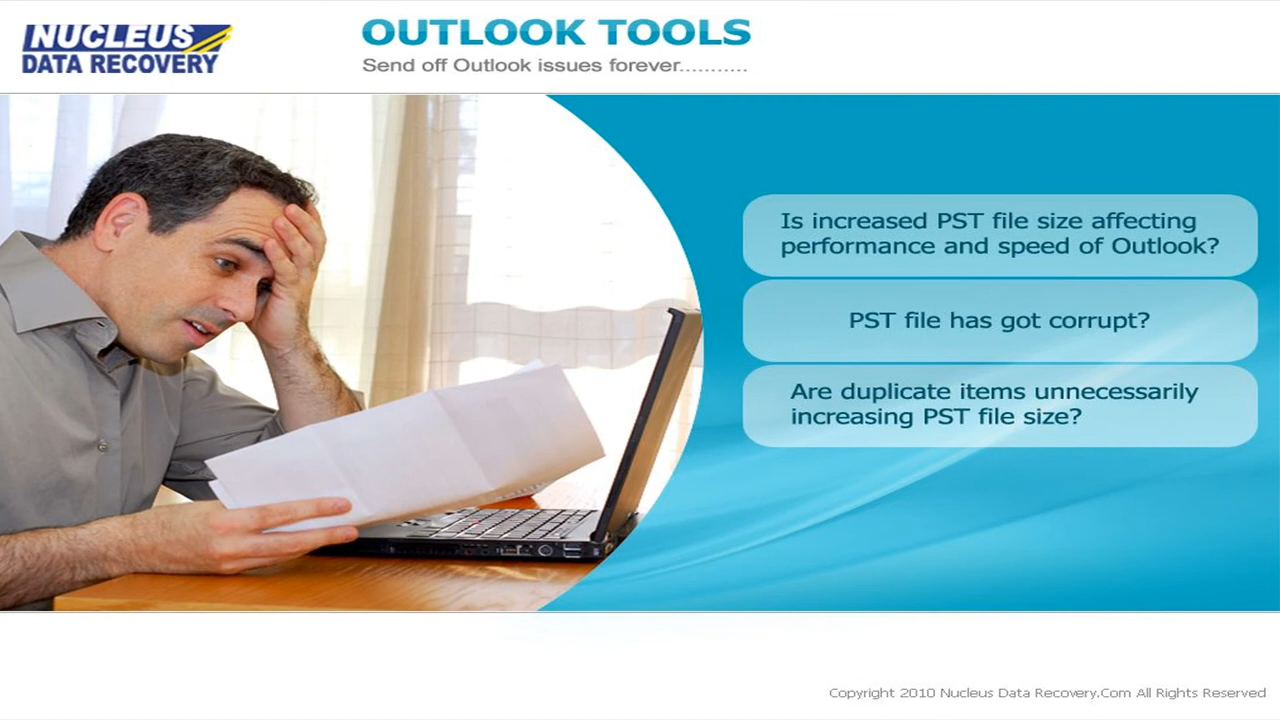 NUCLEUS
DATA RECOVERY
OUTLOOK TOOLS
Send off Outlook issues forever...........
Is increased PST file size affecting
performance and speed of Outlook?
PST file has got corrupt?
Are duplicate items unnecessarily
increasing PST file size?
Copyright 2010 Nucleus Data Recovery.Com All Rights Reserved